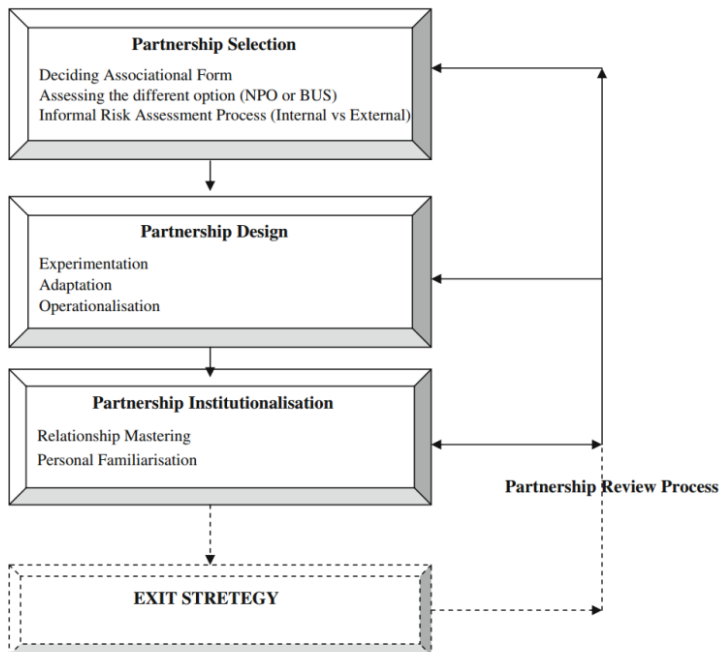 Partnership Selection
Deciding Associational Form
Assessing the different option (NPO or BUS)
Informal Risk Assessment Process (Internal vs External)
Partnership Design
Experimentation
Adaptation
Operationalisation
Partnership Institutionalisation
Relationship Mastering
Personal Familiarisation
Partnership Review Process
EXIT STRETEGY